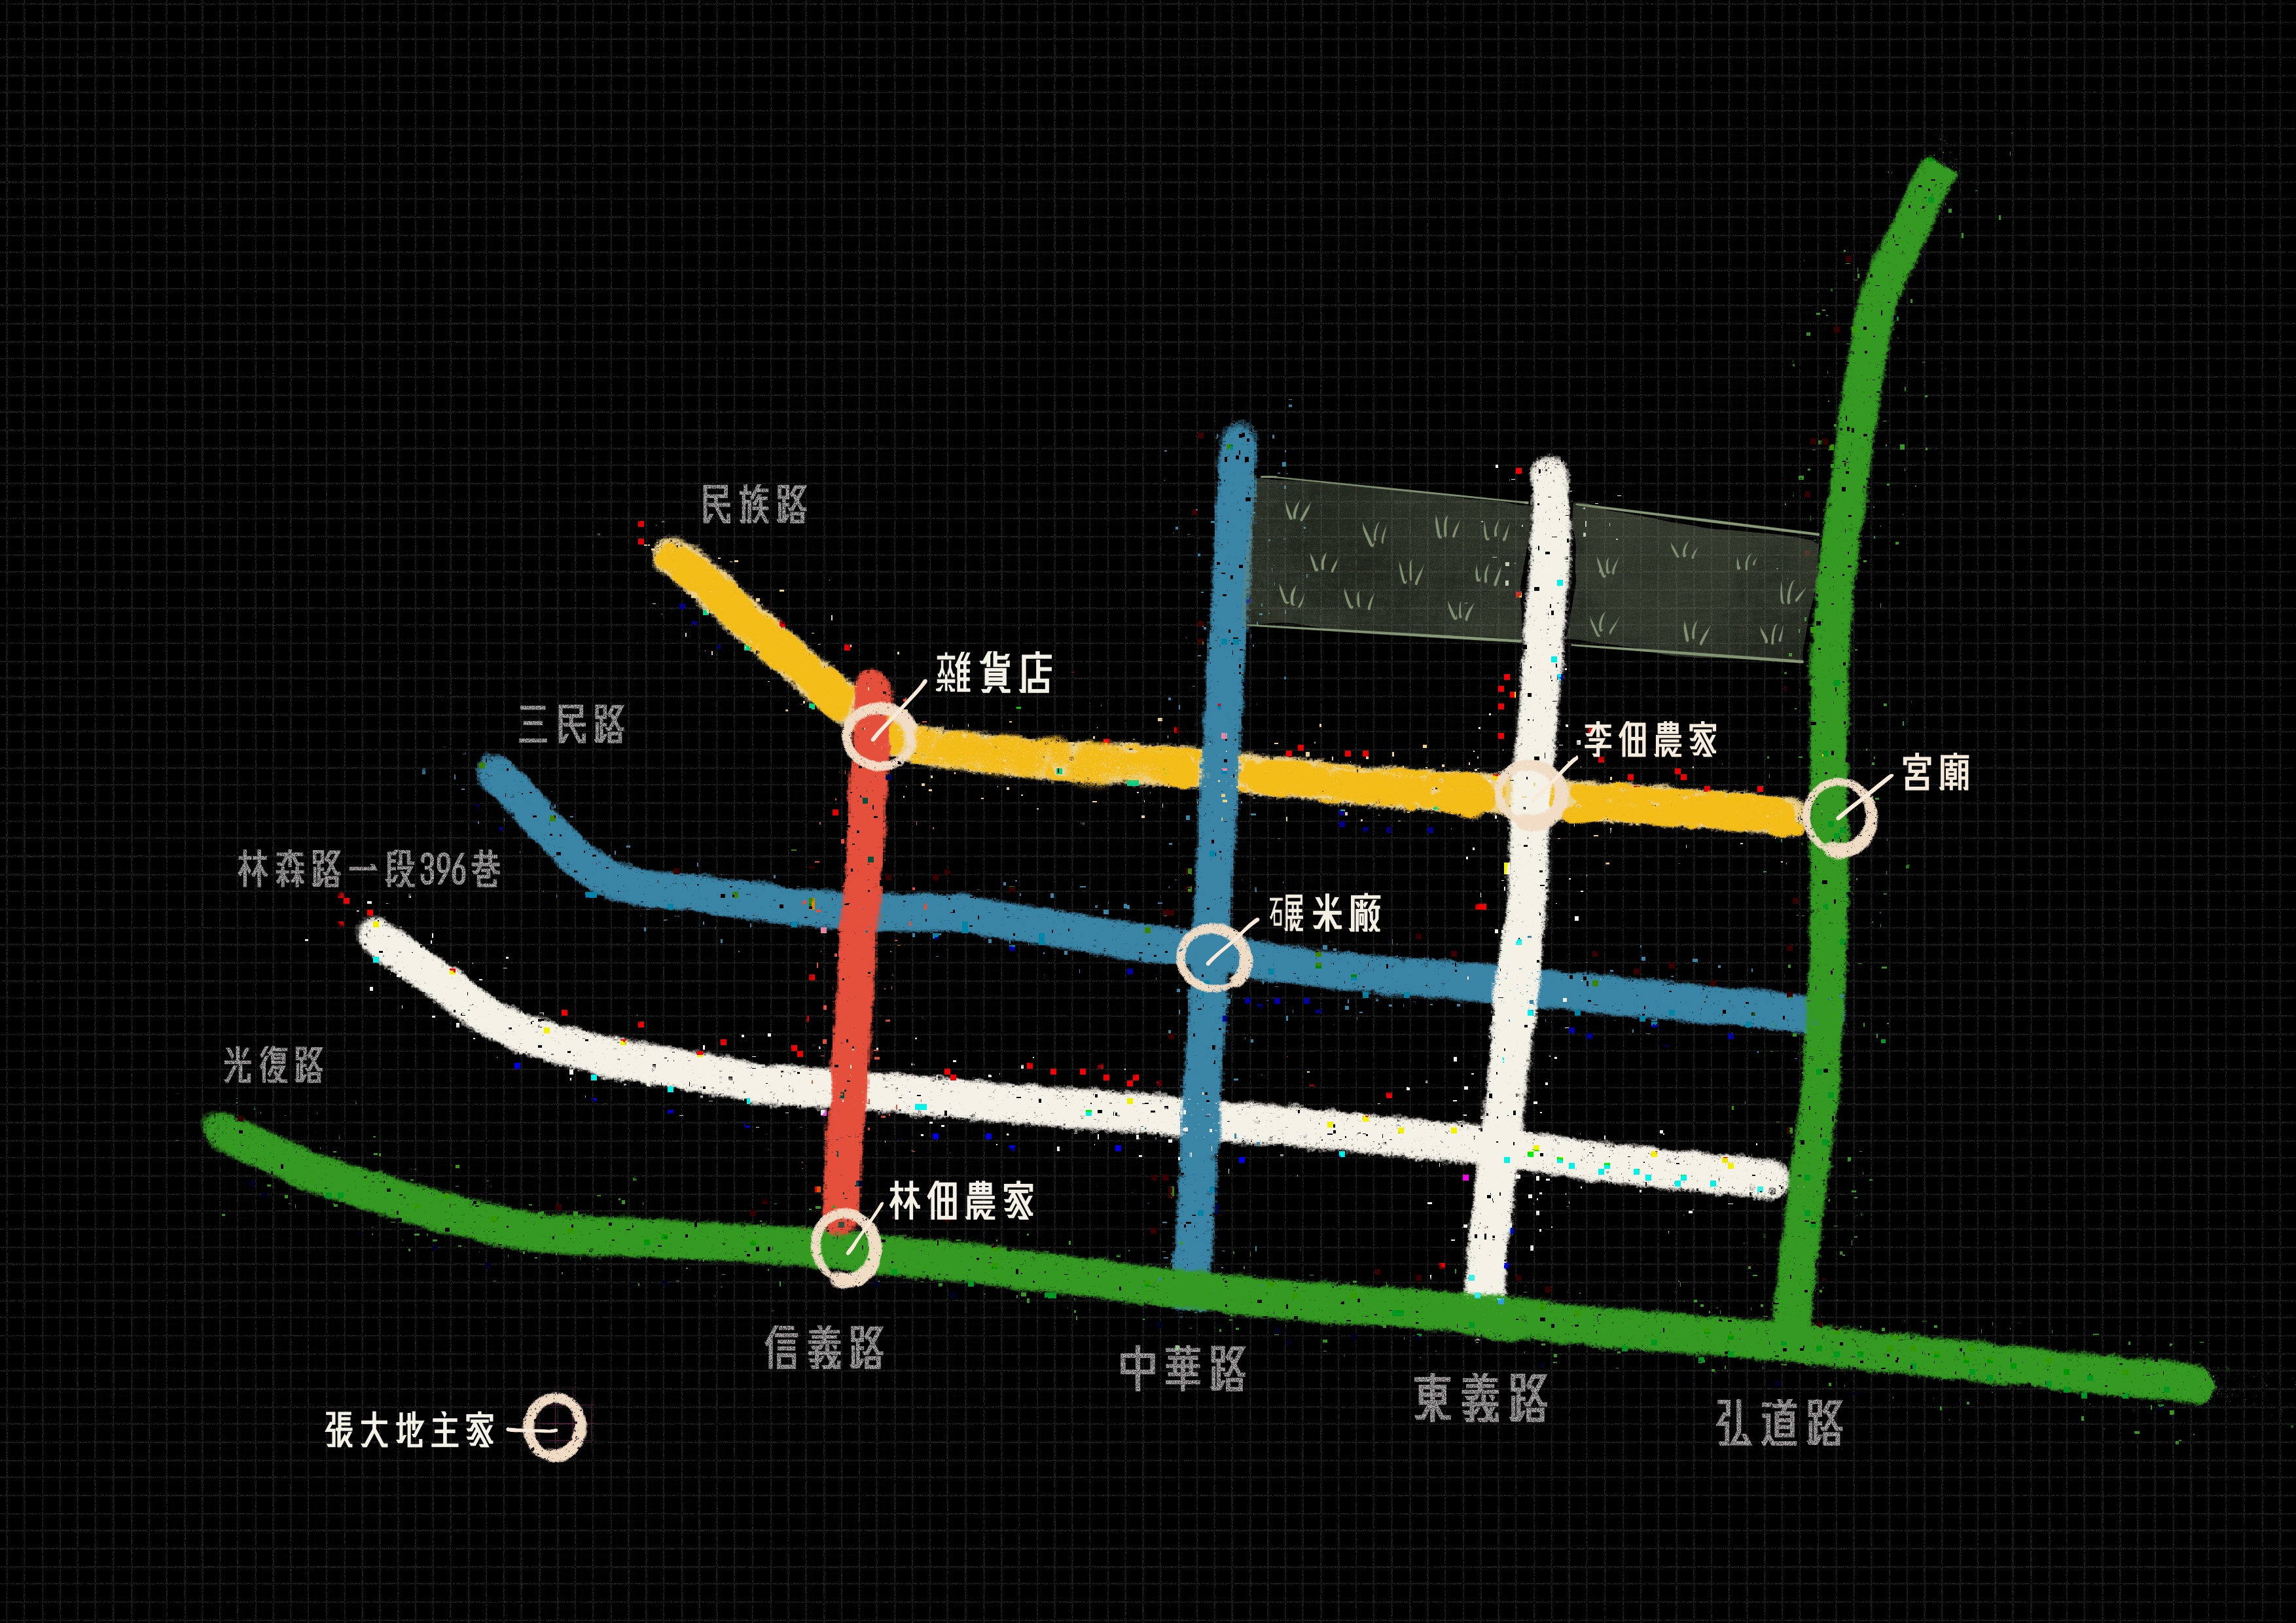 民族路
雜貨店
三民路
李佃農家
宮廟
林森路一段396巷
碾米廠
光復路
林佃農家
信義路
中華路
東義路
弘道路
張大地主家